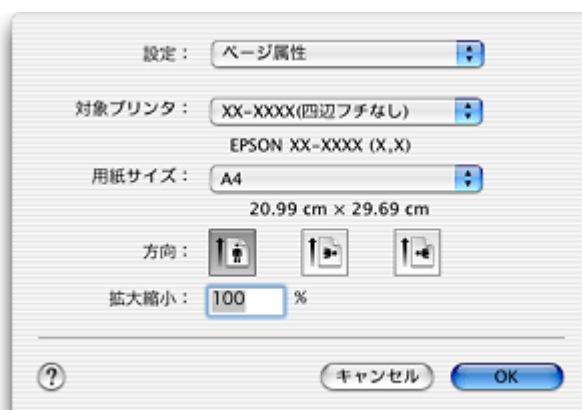 設定： ページ属性
対象プリンタ： XX-XXXX(四辺フチなし)
EPSON XX-XXXX (X,X)
用紙サイズ： A4
20.99 cm × 29.69 cm
方向：
拡大縮小： 100 %
? キャンセル OK